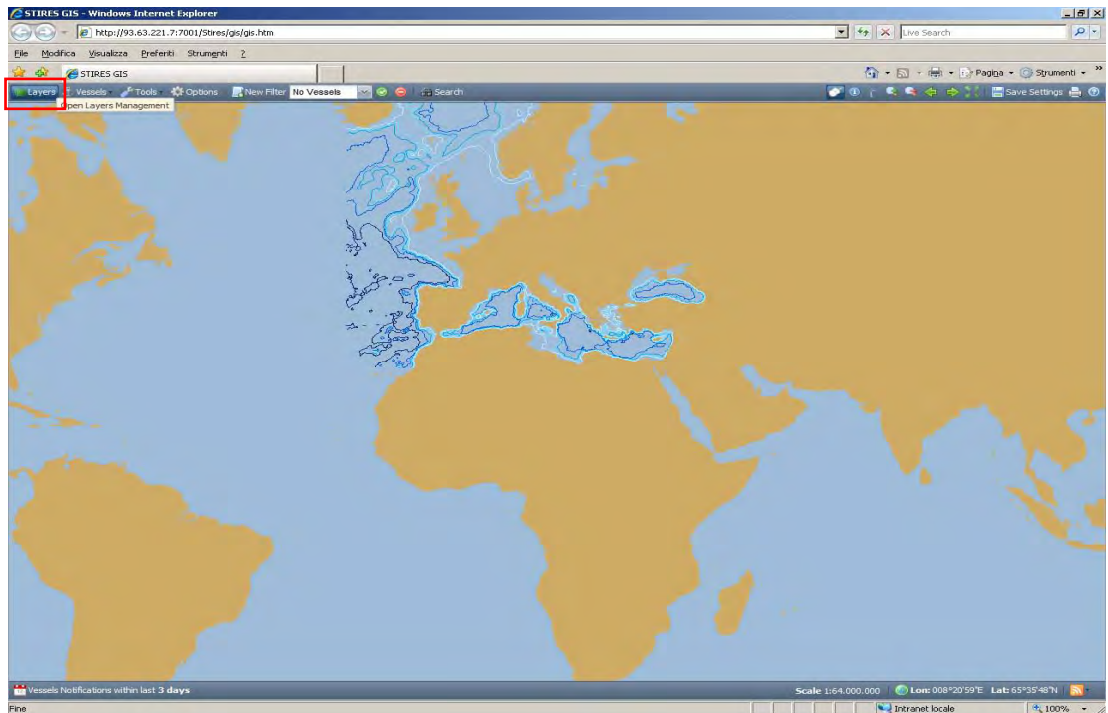 STIRES GIS - Windows Internet Explorer
http://93.63.221.7:7001/Stires/gis/gis.htm
Live Search
File Modifica Visualizza Preferiti Strumenti ?
STIRES GIS
Pagina Strumenti
Layers Vessels Tools Options New Filter No Vessels Search Save Settings
Open Layers Management
Vessels Notifications within last 3 days
Scale 1:64.000.000 Lon: 008°20'59"E Lat: 65°35'48"N
Fine Intranet locale 100%